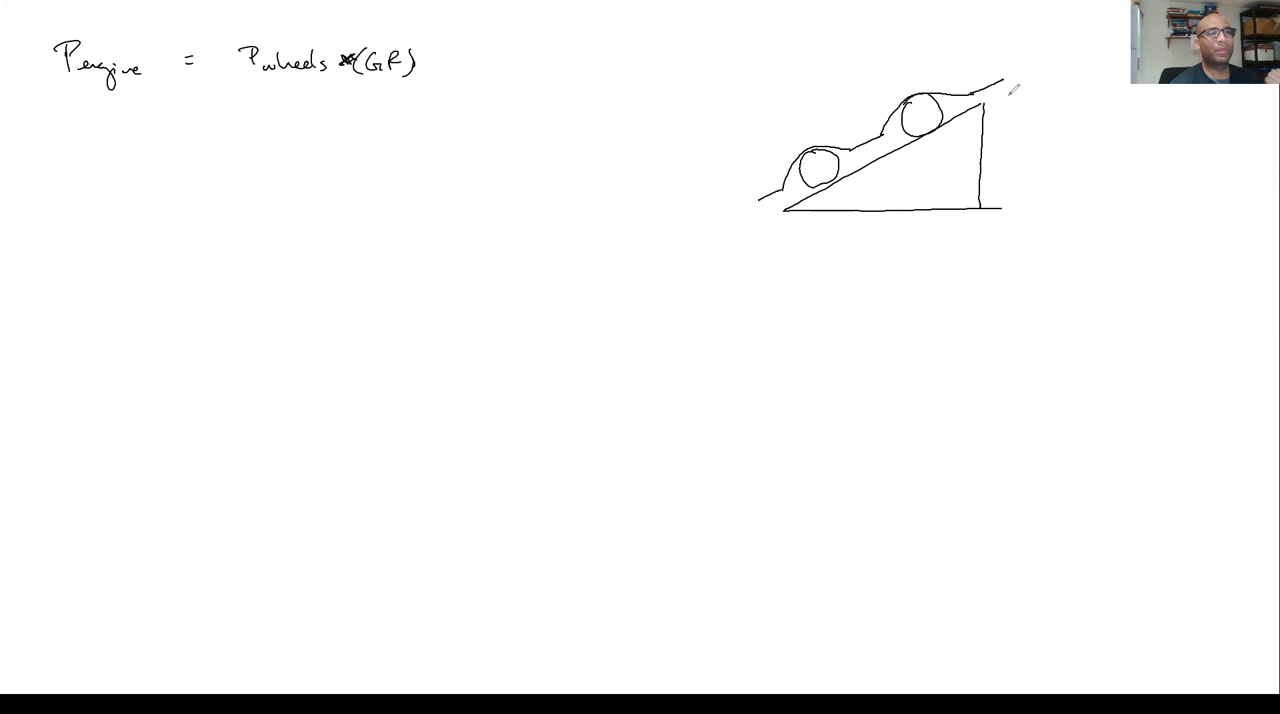 Pengine = Pwheels *(GR)